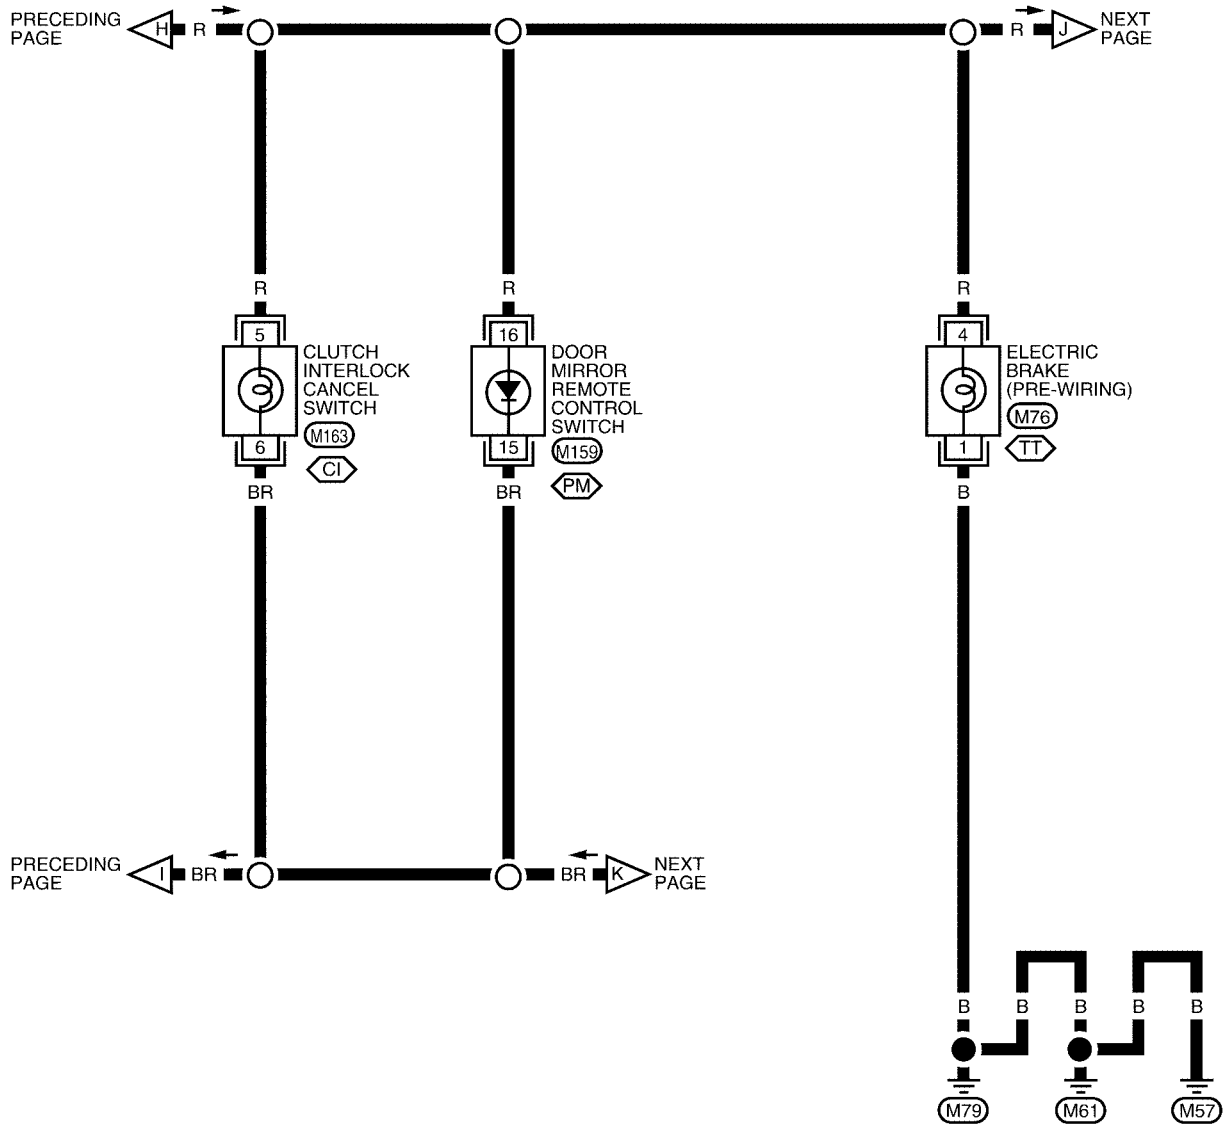 PRECEDING
PAGE
H
R
R
J
NEXT
PAGE
R
R
R
5
16
4
CLUTCH
INTERLOCK
CANCEL
SWITCH
M163
CI
DOOR
MIRROR
REMOTE
CONTROL
SWITCH
M159
PM
ELECTRIC
BRAKE
(PRE-WIRING)
M76
TT
6
15
1
BR
BR
B
PRECEDING
PAGE
I
BR
BR
K
NEXT
PAGE
B
B
B
B
B
M79
M61
M57